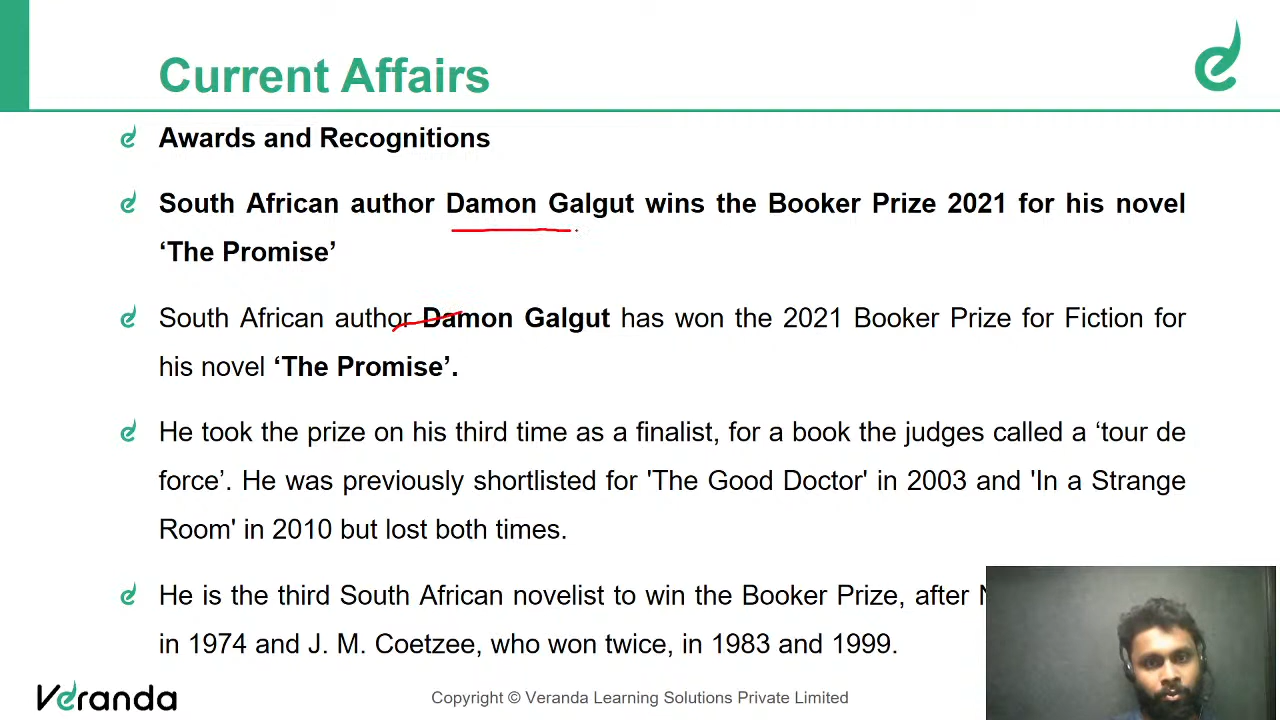 Current Affairs
Awards and Recognitions
South African author Damon Galgut wins the Booker Prize 2021 for his novel
‘The Promise’
South African author Damon Galgut has won the 2021 Booker Prize for Fiction for
his novel ‘The Promise’.
He took the prize on his third time as a finalist, for a book the judges called a ‘tour de
force’. He was previously shortlisted for 'The Good Doctor' in 2003 and 'In a Strange
Room' in 2010 but lost both times.
He is the third South African novelist to win the Booker Prize, after
in 1974 and J. M. Coetzee, who won twice, in 1983 and 1999.
Veranda
Copyright © Veranda Learning Solutions Private Limited